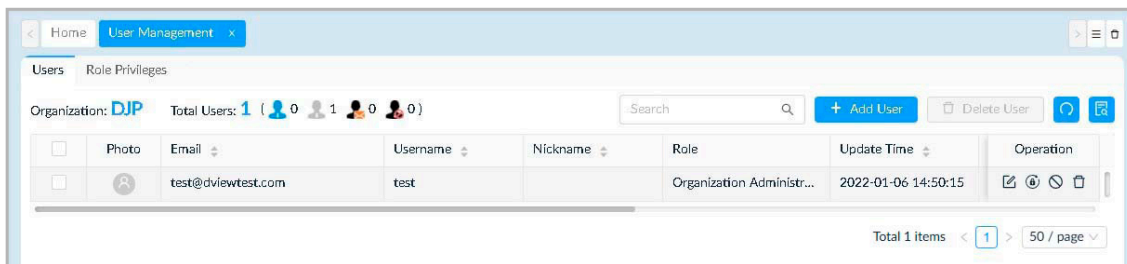 Home User Management x
Users Role Privileges
Organization: DJP Total Users: 1 ( 0 1 0 0 ) Search + Add User Delete User
Photo Email Username Nickname Role Update Time Operation
test@dviewtest.com test Organization Administr... 2022-01-06 14:50:15
Total 1 items < 1 > 50 / page